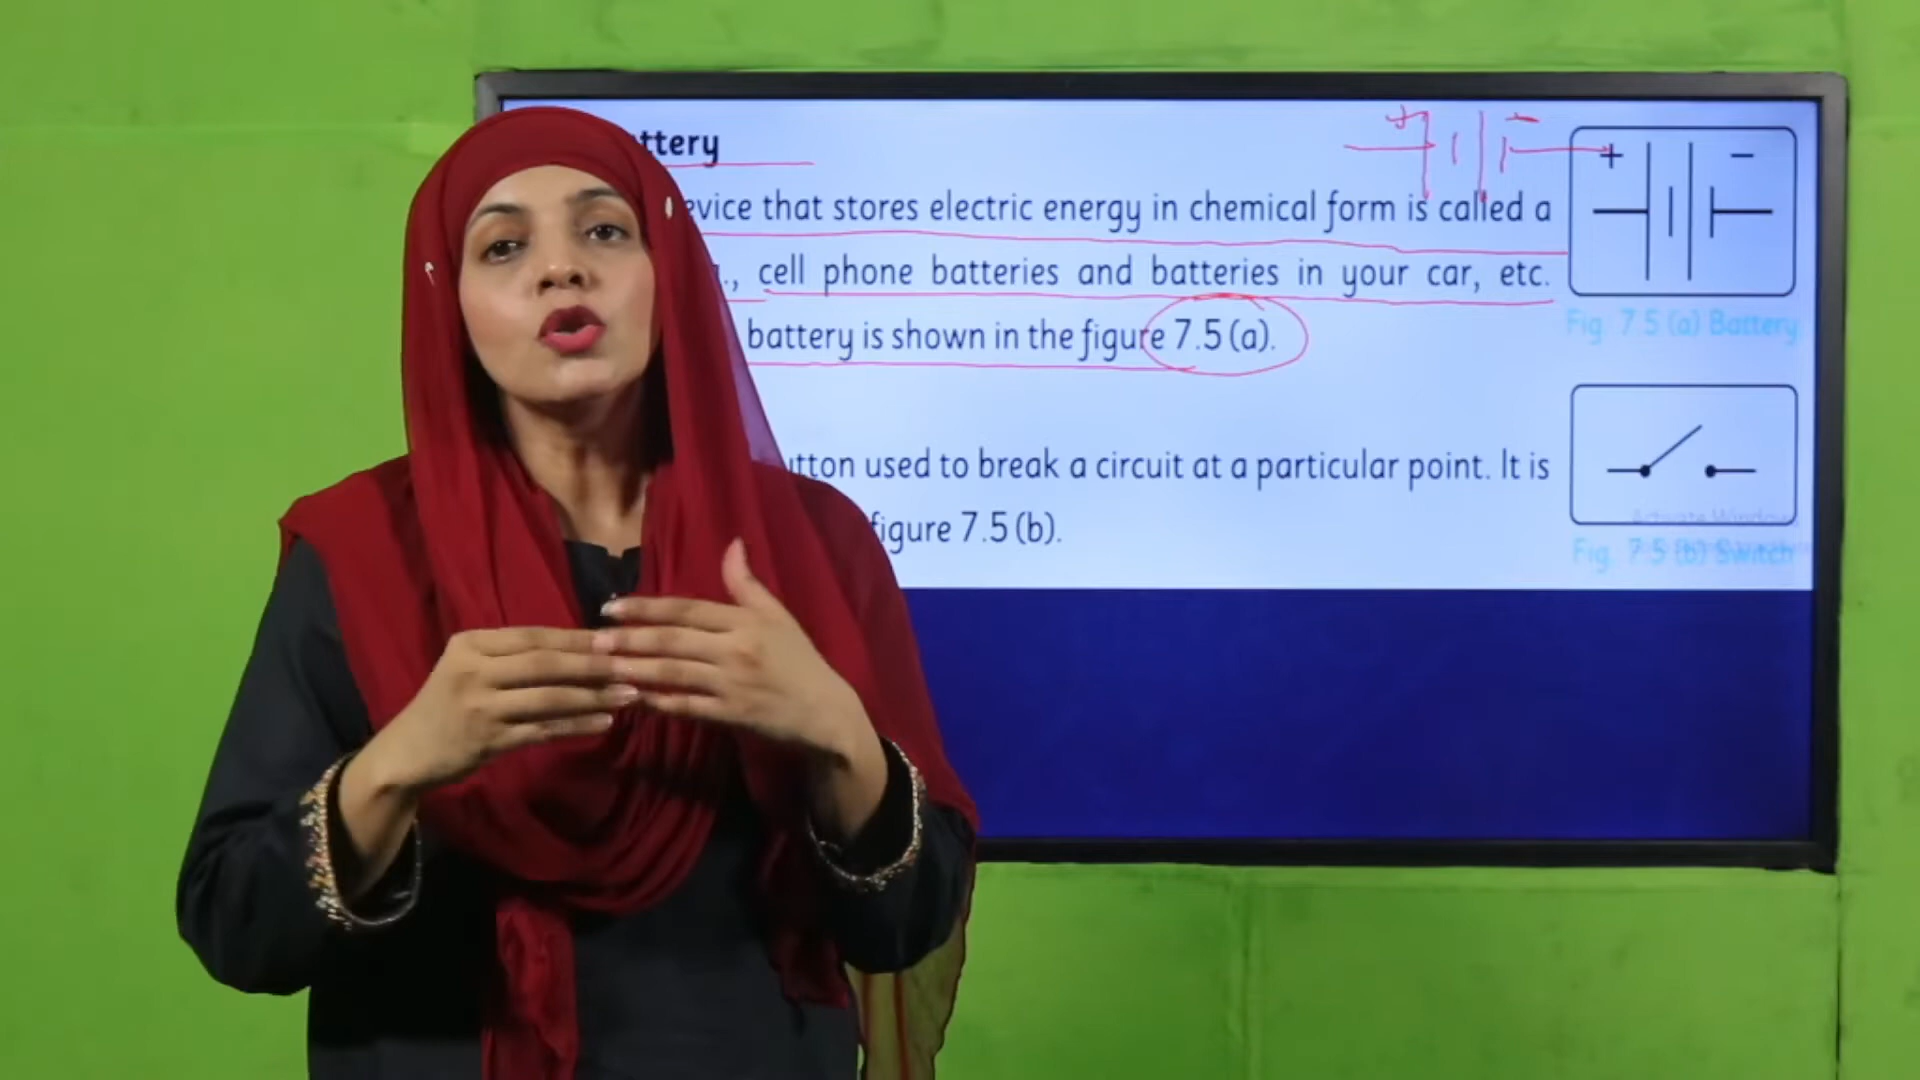 ttery
evice that stores electric energy in chemical form is called a
., cell phone batteries and batteries in your car, etc.
battery is shown in the figure 7.5 (a).
+ −
+ −
Fig. 7.5 (a) Battery
utton used to break a circuit at a particular point. It is
figure 7.5 (b).
Activate Windows
Fig. 7.5 (b) Switch